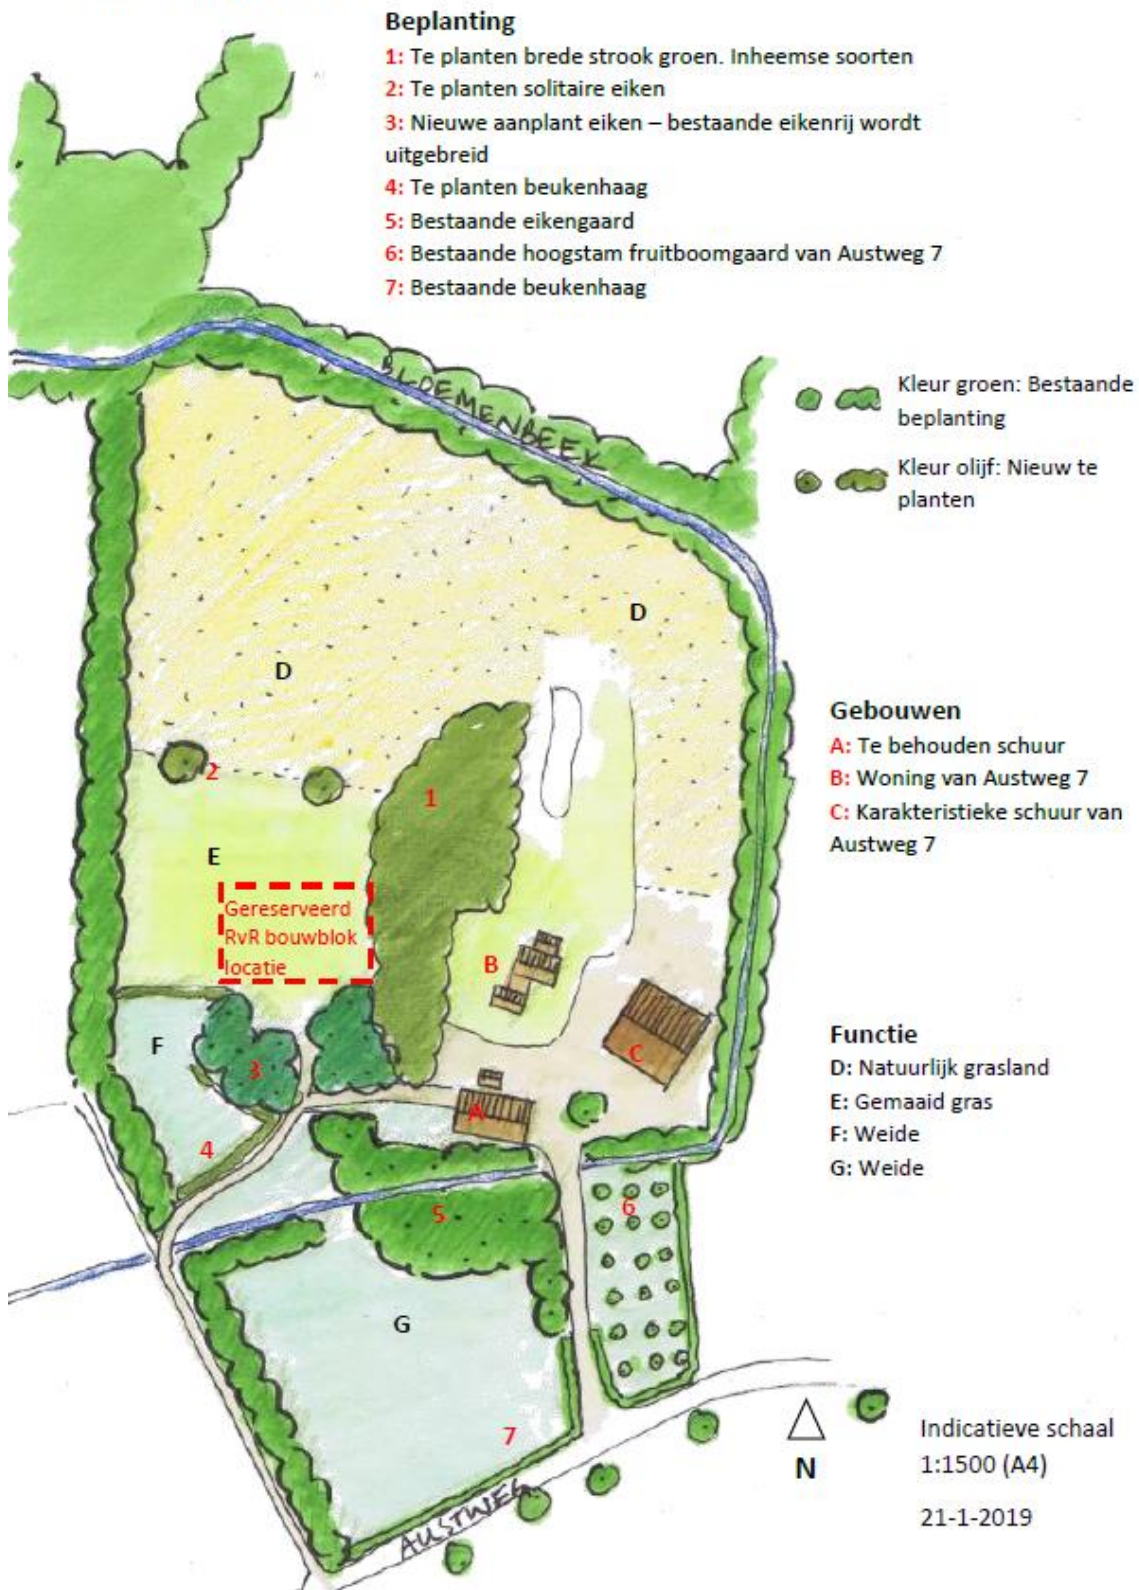 Beplanting
1: Te planten brede strook groen. Inheemse soorten
2: Te planten solitaire eiken
3: Nieuwe aanplant eiken – bestaande eikenrij wordt
uitgebreid
4: Te planten beukenhaag
5: Bestaande eikengaard
6: Bestaande hoogstam fruitboomgaard van Austweg 7
7: Bestaande beukenhaag
BLOEMENBEEK
Kleur groen: Bestaande
beplanting
Kleur olijf: Nieuw te
planten
D
D
2
1
E
Gereserveerd
RvR bouwblok
locatie
B
F
3
C
A
4
5
6
G
7
AUSTWEG
Gebouwen
A: Te behouden schuur
B: Woning van Austweg 7
C: Karakteristieke schuur van
Austweg 7
Functie
D: Natuurlijk grasland
E: Gemaaid gras
F: Weide
G: Weide
N
Indicatieve schaal
1:1500 (A4)
21-1-2019